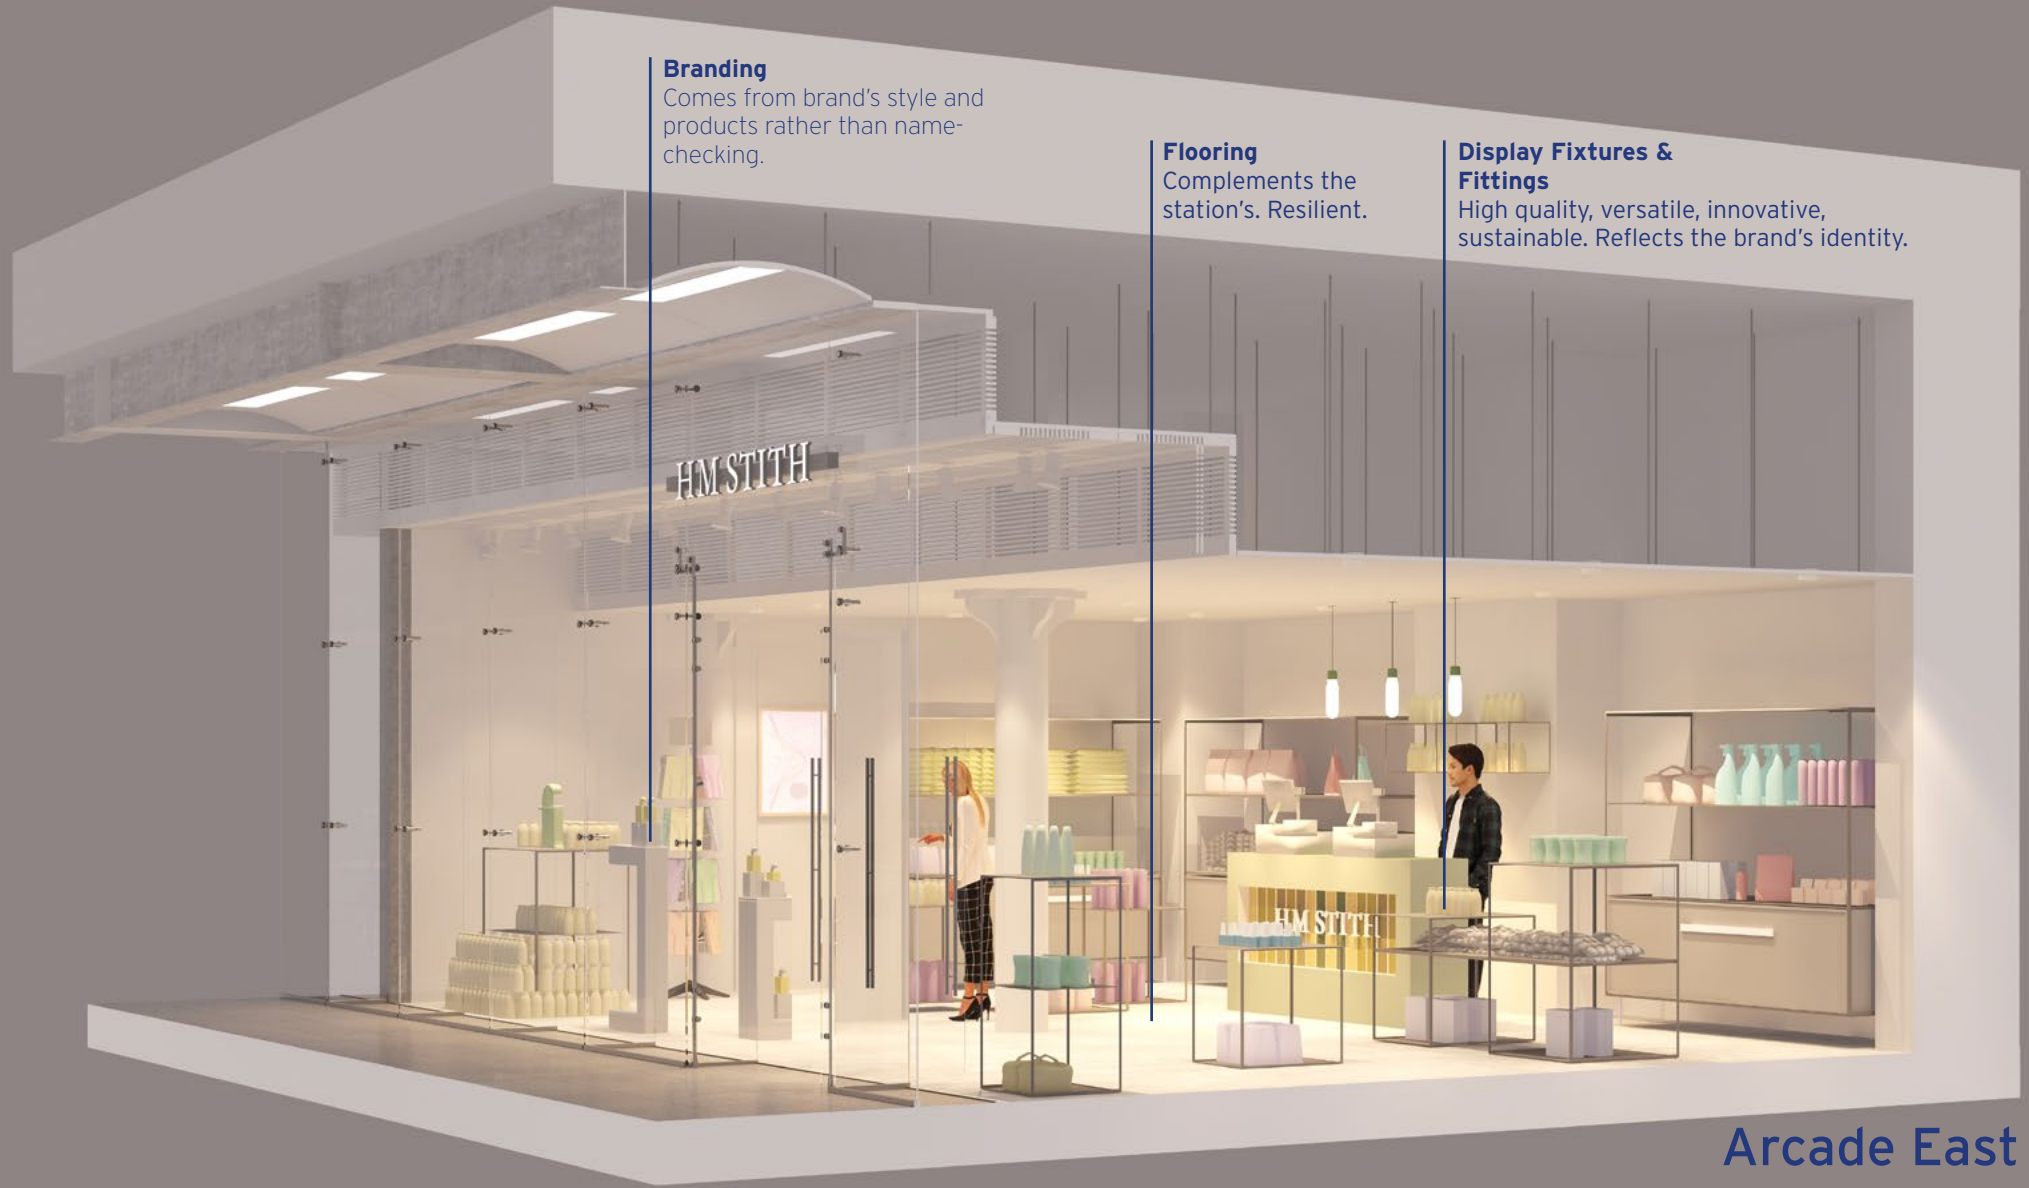 Branding
Comes from brand's style and
products rather than name-
checking.
Flooring
Complements the
station's. Resilient.
Display Fixtures &
Fittings
High quality, versatile, innovative,
sustainable. Reflects the brand's identity.
HM STITH
HM STITH
Arcade East